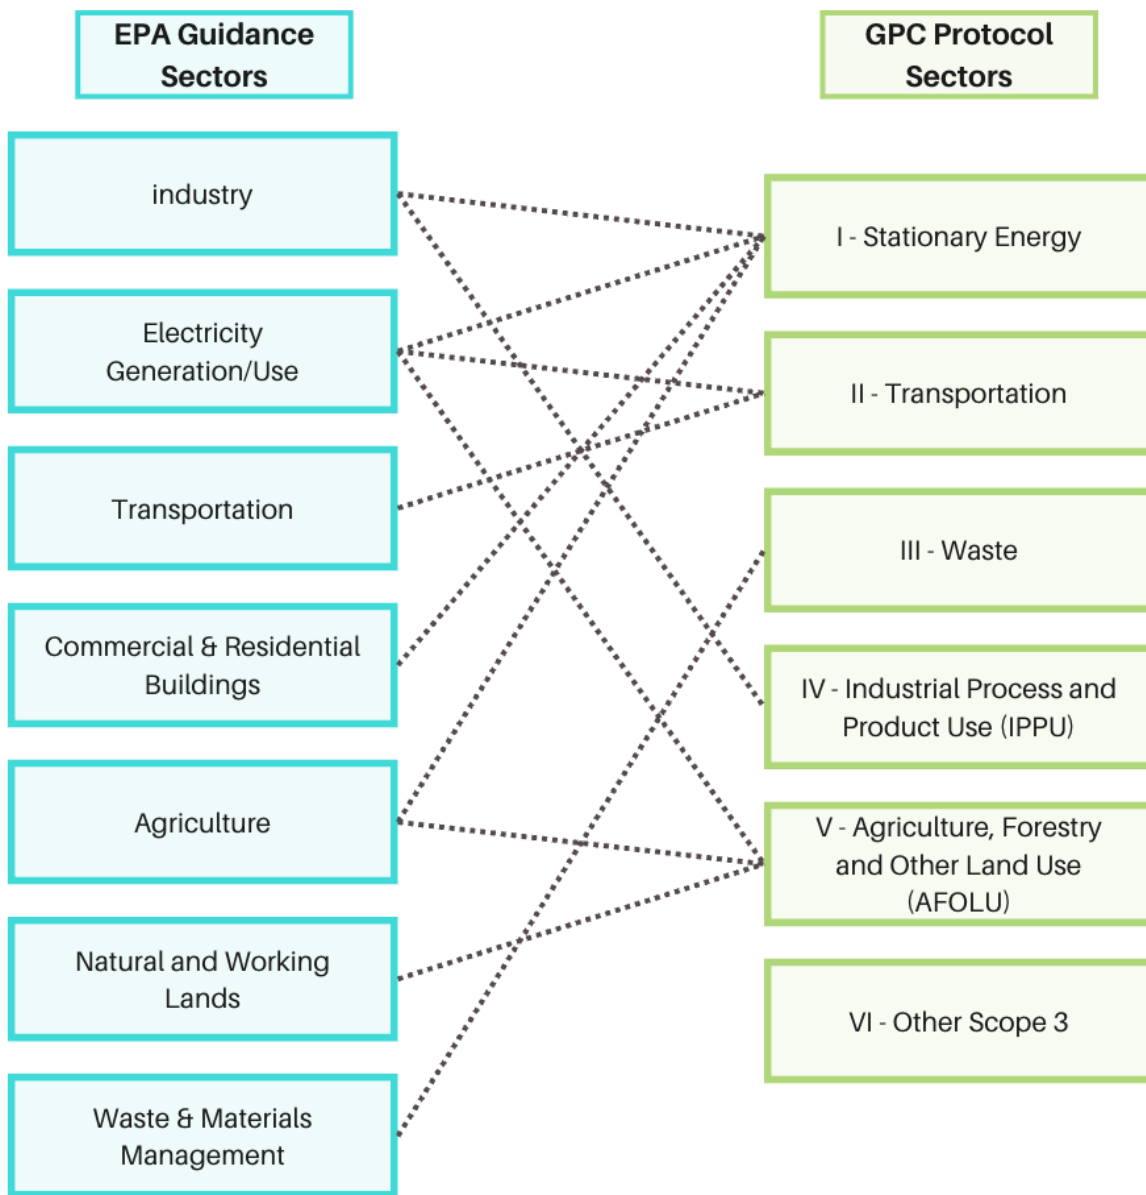 EPA Guidance
Sectors
industry
Electricity
Generation/Use
Transportation
Commercial & Residential
Buildings
Agriculture
Natural and Working
Lands
Waste & Materials
Management
GPC Protocol
Sectors
I - Stationary Energy
II - Transportation
III - Waste
IV - Industrial Process and
Product Use (IPPU)
V - Agriculture, Forestry
and Other Land Use
(AFOLU)
VI - Other Scope 3